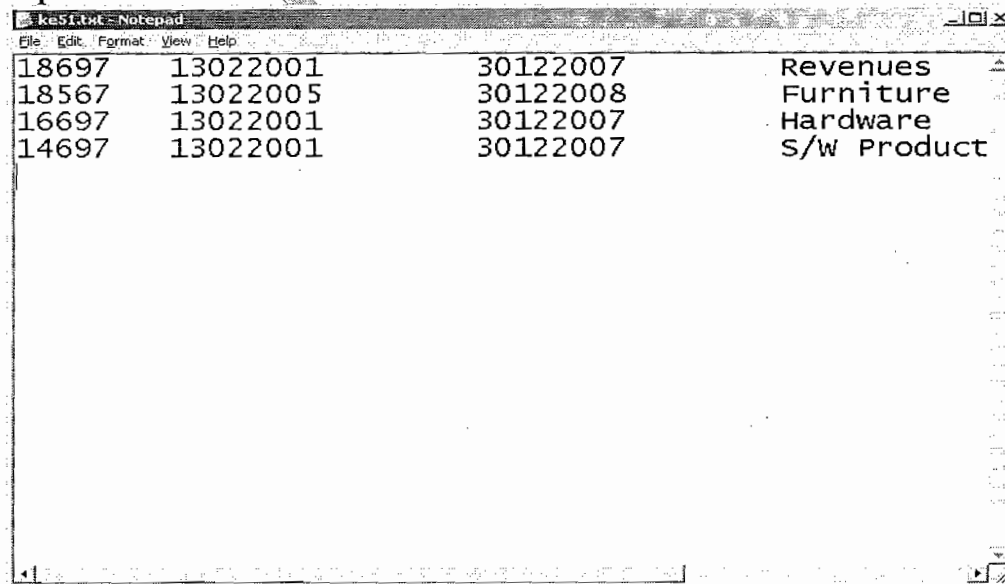 ke51.txt - Notepad
File Edit Format View Help
18697 13022001 30122007 Revenues
18567 13022005 30122008 Furniture
16697 13022001 30122007 Hardware
14697 13022001 30122007 S/W Product